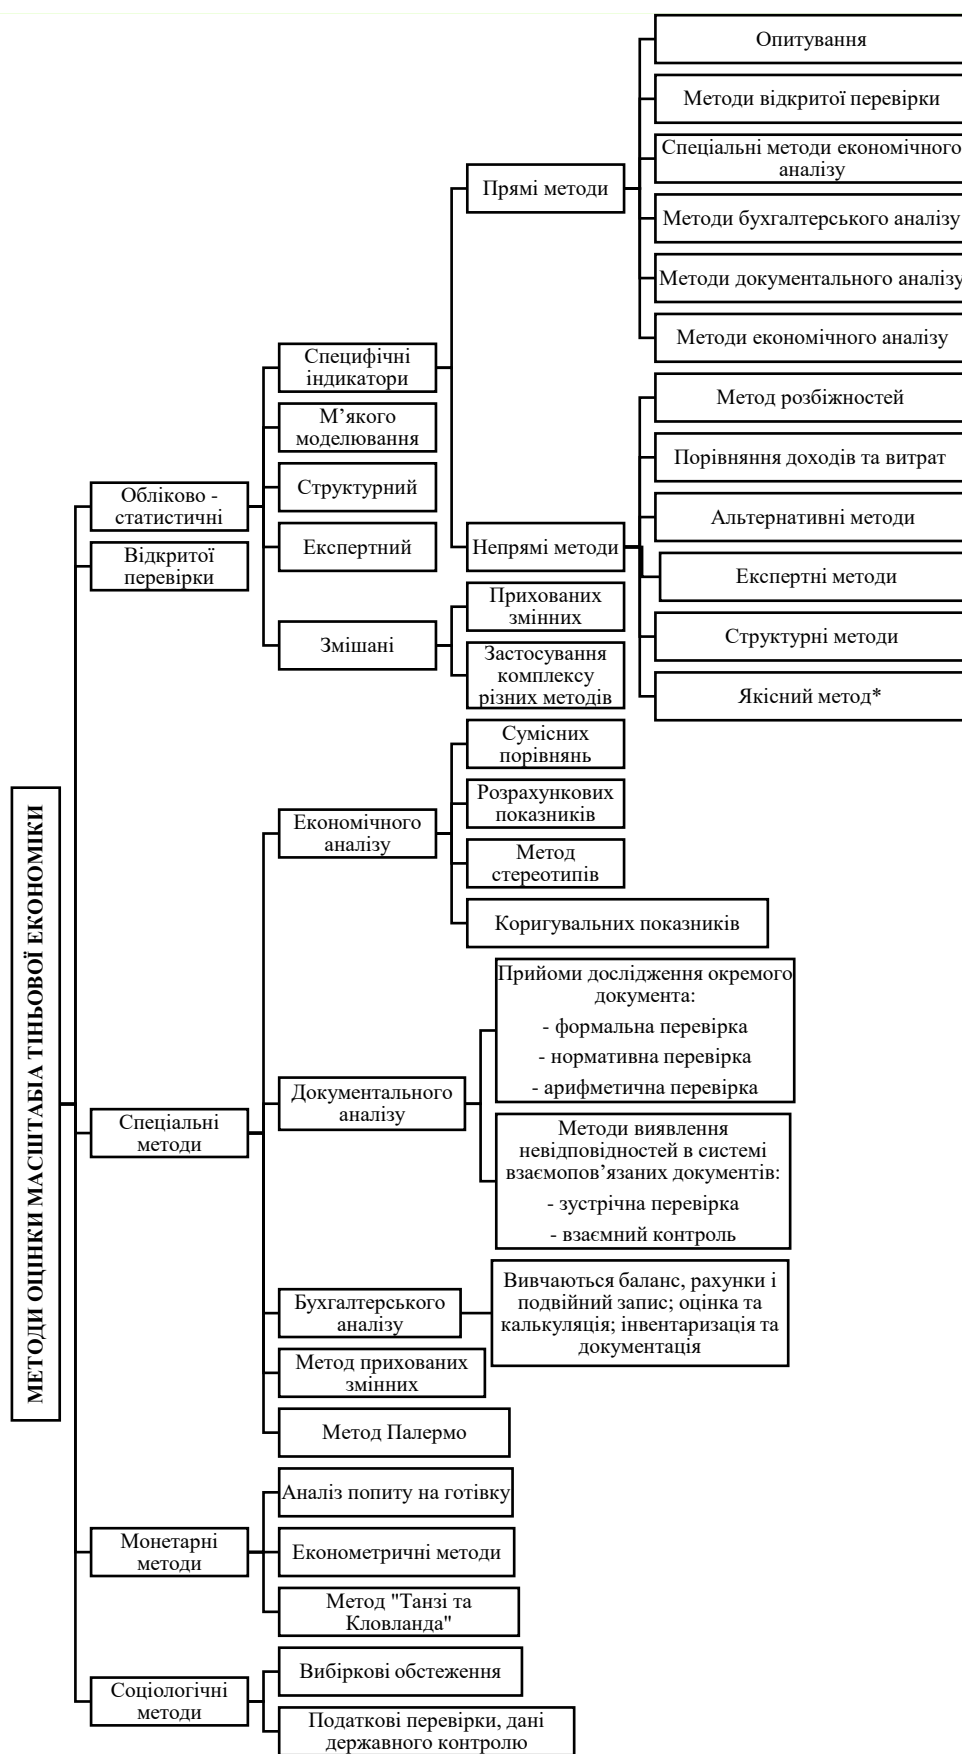 МЕТОДИ ОЦІНКИ МАСШТАБІА ТІНЬОВОЇ ЕКОНОМІКИ
Обліково -
статистичні
Специфічні
індикатори
Прямі методи
Опитування
Методи відкритої перевірки
Спеціальні методи економічного
аналізу
Методи бухгалтерського аналізу
Методи документального аналізу
Методи економічного аналізу
Непрямі методи
Метод розбіжностей
Порівняння доходів та витрат
Альтернативні методи
Експертні методи
Структурні методи
Якісний метод*
М’якого
моделювання
Структурний
Експертний
Змішані
Прихованих
змінних
Застосування
комплексу
різних методів
Відкритої
перевірки
Спеціальні
методи
Економічного
аналізу
Сумісних
порівнянь
Розрахункових
показників
Метод
стереотипів
Коригувальних показників
Документального
аналізу
Прийоми дослідження окремого
документа:
- формальна перевірка
- нормативна перевірка
- арифметична перевірка
Методи виявлення
невідповідностей в системі
взаємопов’язаних документів:
- зустрічна перевірка
- взаємний контроль
Бухгалтерського
аналізу
Вивчаються баланс, рахунки і
подвійний запис; оцінка та
калькуляція; інвентаризація та
документація
Метод прихованих
змінних
Метод Палермо
Монетарні
методи
Аналіз попиту на готівку
Економетричні методи
Метод "Танзі та
Кловланда"
Соціологічні
методи
Вибіркові обстеження
Податкові перевірки, дані
державного контролю